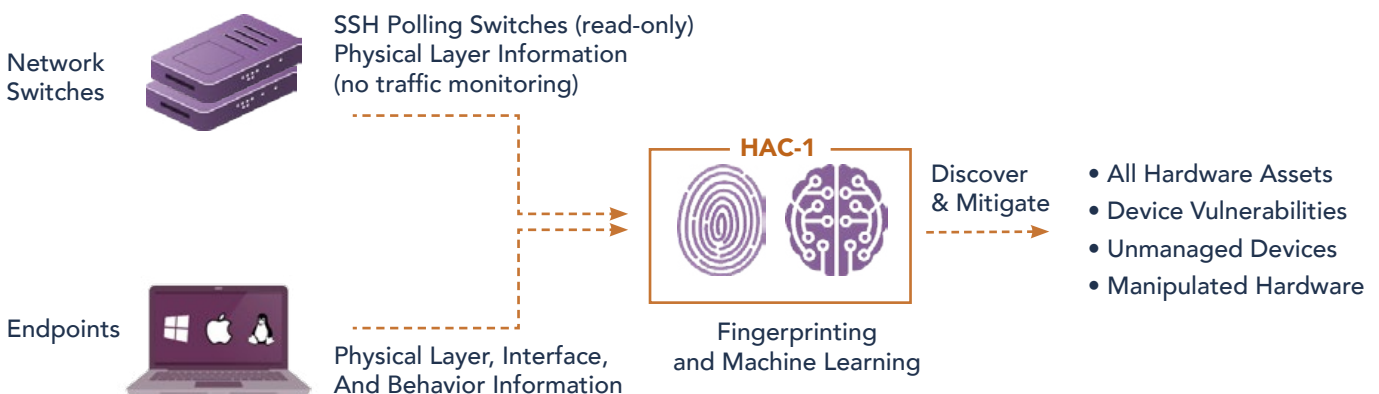 Network
Switches
SSH Polling Switches (read-only)
Physical Layer Information
(no traffic monitoring)
Endpoints
Physical Layer, Interface,
And Behavior Information
HAC-1
Fingerprinting
and Machine Learning
Discover
& Mitigate
• All Hardware Assets
• Device Vulnerabilities
• Unmanaged Devices
• Manipulated Hardware